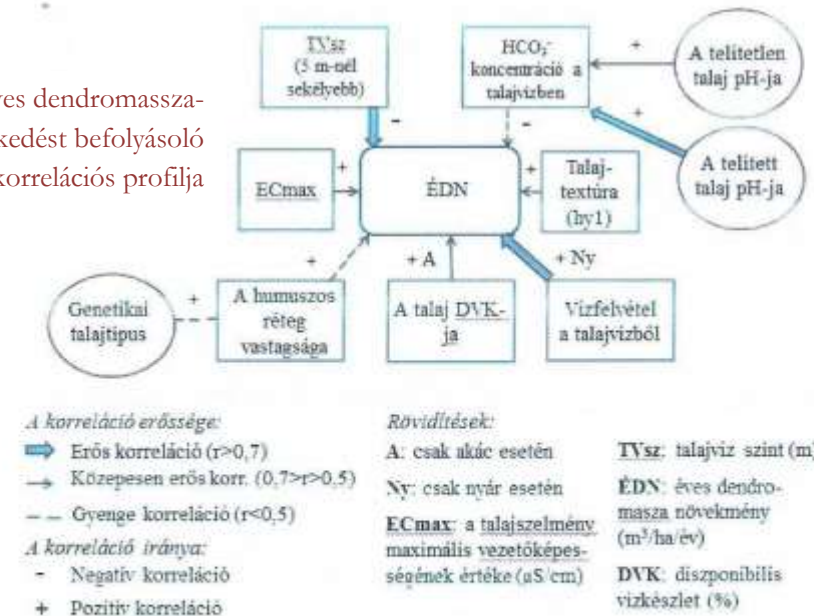 ves dendromassza-
kedést befolyásoló
korrelációs profilja
TVsz
(5 m-nél
sekélyebb)
-
HCO₃⁻
koncentráció a
talajvízben
-
+
A telítetlen
talaj pH-ja
+
A telített
talaj pH-ja
ECmax
+
ÉDN
+
Talaj-
textúra
(hy1)
Genetikai
talajtípus
+
A humuszos
réteg
vastagsága
+
+ A
A talaj DVK-
ja
+ Ny
Vízfelvétel
a talajvízből
A korreláció erőssége:
Erős korreláció (r>0,7)
Közepesen erős korr. (0,7>r>0,5)
Gyenge korreláció (r<0,5)
A korreláció iránya:
- Negatív korreláció
+ Pozitív korreláció
Rövidítések:
A: csak akác esetén
Ny: csak nyár esetén
ECmax: a talajszelmény
maximális vezetőképes-
ségének értéke (µS/cm)
TVsz: talajvíz szint (m)
ÉDN: éves dendro-
masza növekmény
(m³/ha/év)
DVK: diszponibilis
vízkészlet (%)